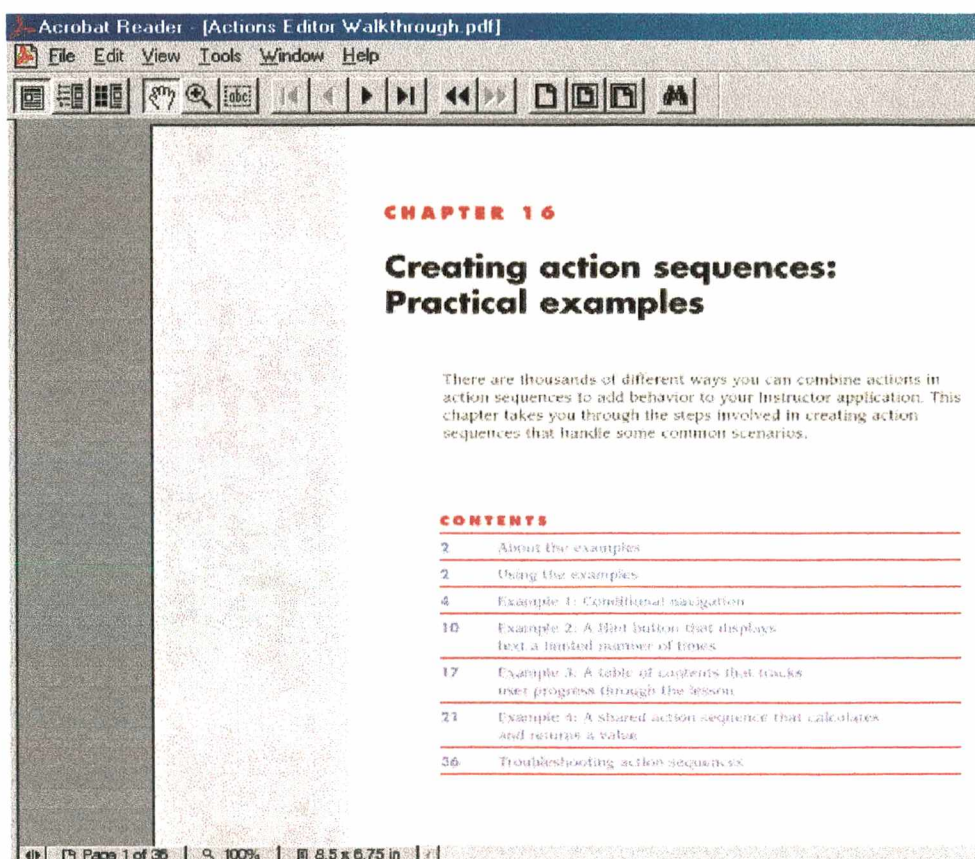 Acrobat Reader - [Actions Editor Walkthrough.pdf]
File Edit View Tools Window Help
abc
CHAPTER 16
Creating action sequences:
Practical examples
There are thousands of different ways you can combine actions in
action sequences to add behavior to your Instructor application. This
chapter takes you through the steps involved in creating action
sequences that handle some common scenarios.
CONTENTS
2 About the examples
2 Using the examples
4 Example 1: Conditional navigation
10 Example 2: A Hint button that displays
text a limited number of times
17 Example 3: A table of contents that tracks
user progress through the lesson
21 Example 4: A shared action sequence that calculates
and returns a value
36 Troubleshooting action sequences
Page 1 of 36 100% 8.5 x 6.75 in